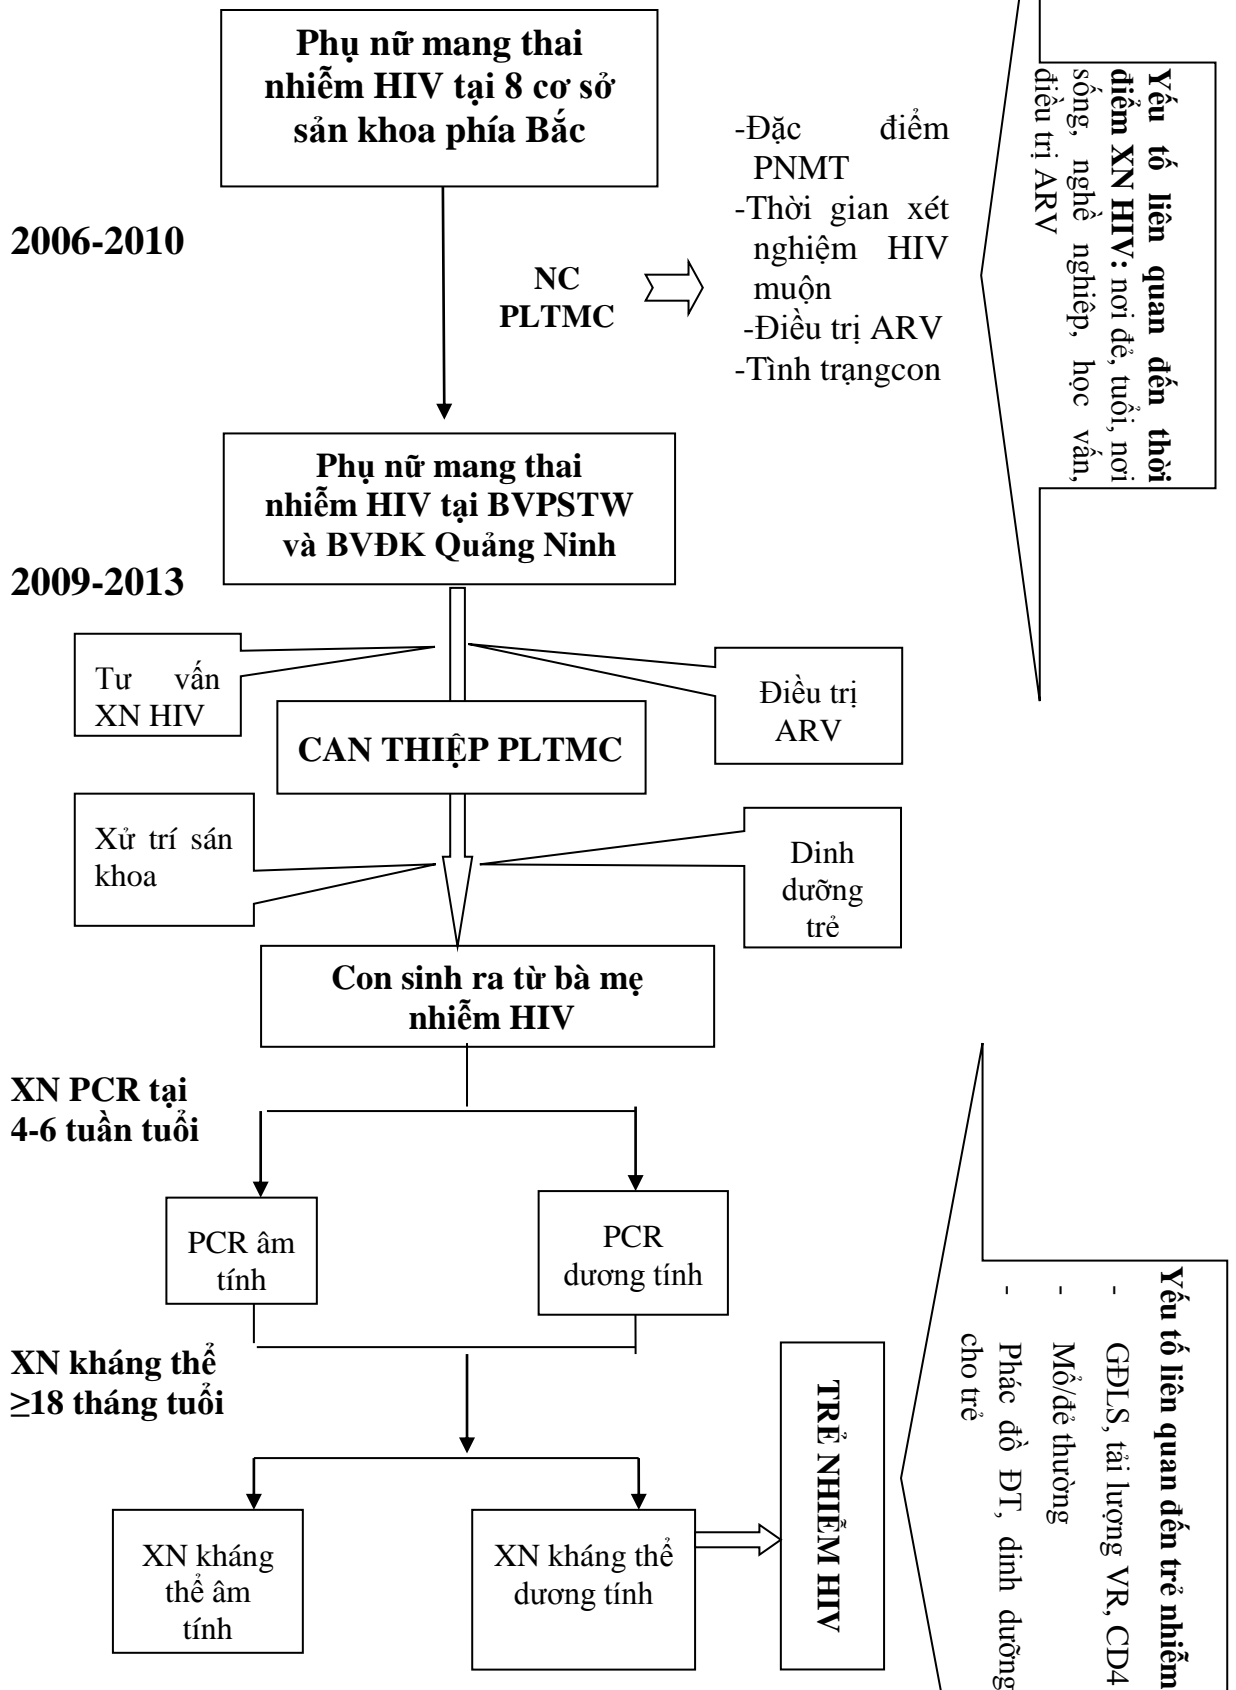 Phụ nữ mang thai
nhiễm HIV tại 8 cơ sở
sản khoa phía Bắc
2006-2010
NC
PLTMC
-Đặc điểm
PNMT
-Thời gian xét
nghiệm HIV
muộn
-Điều trị ARV
-Tình trạngcon
Yếu tố liên quan đến thời
điểm XN HIV: nơi đẻ, tuổi, nơi
sống, nghề nghiêp, học vấn,
điều trị ARV
Phụ nữ mang thai
nhiễm HIV tại BVPSTW
và BVĐK Quảng Ninh
2009-2013
Tư vấn
XN HIV
Điều trị
ARV
CAN THIỆP PLTMC
Xử trí sán
khoa
Dinh
dưỡng
trẻ
Con sinh ra từ bà mẹ
nhiễm HIV
XN PCR tại
4-6 tuần tuổi
PCR âm
tính
PCR
dương tính
XN kháng thể
≥18 tháng tuổi
XN kháng
thể âm
tính
XN kháng thể
dương tính
TRẺ NHIỄM HIV
Yếu tố liên quan đến trẻ nhiễm
- GĐLS, tải lượng VR, CD4
- Mổ/đẻ thường
- Phác đồ ĐT, dinh dưỡng
cho trẻ